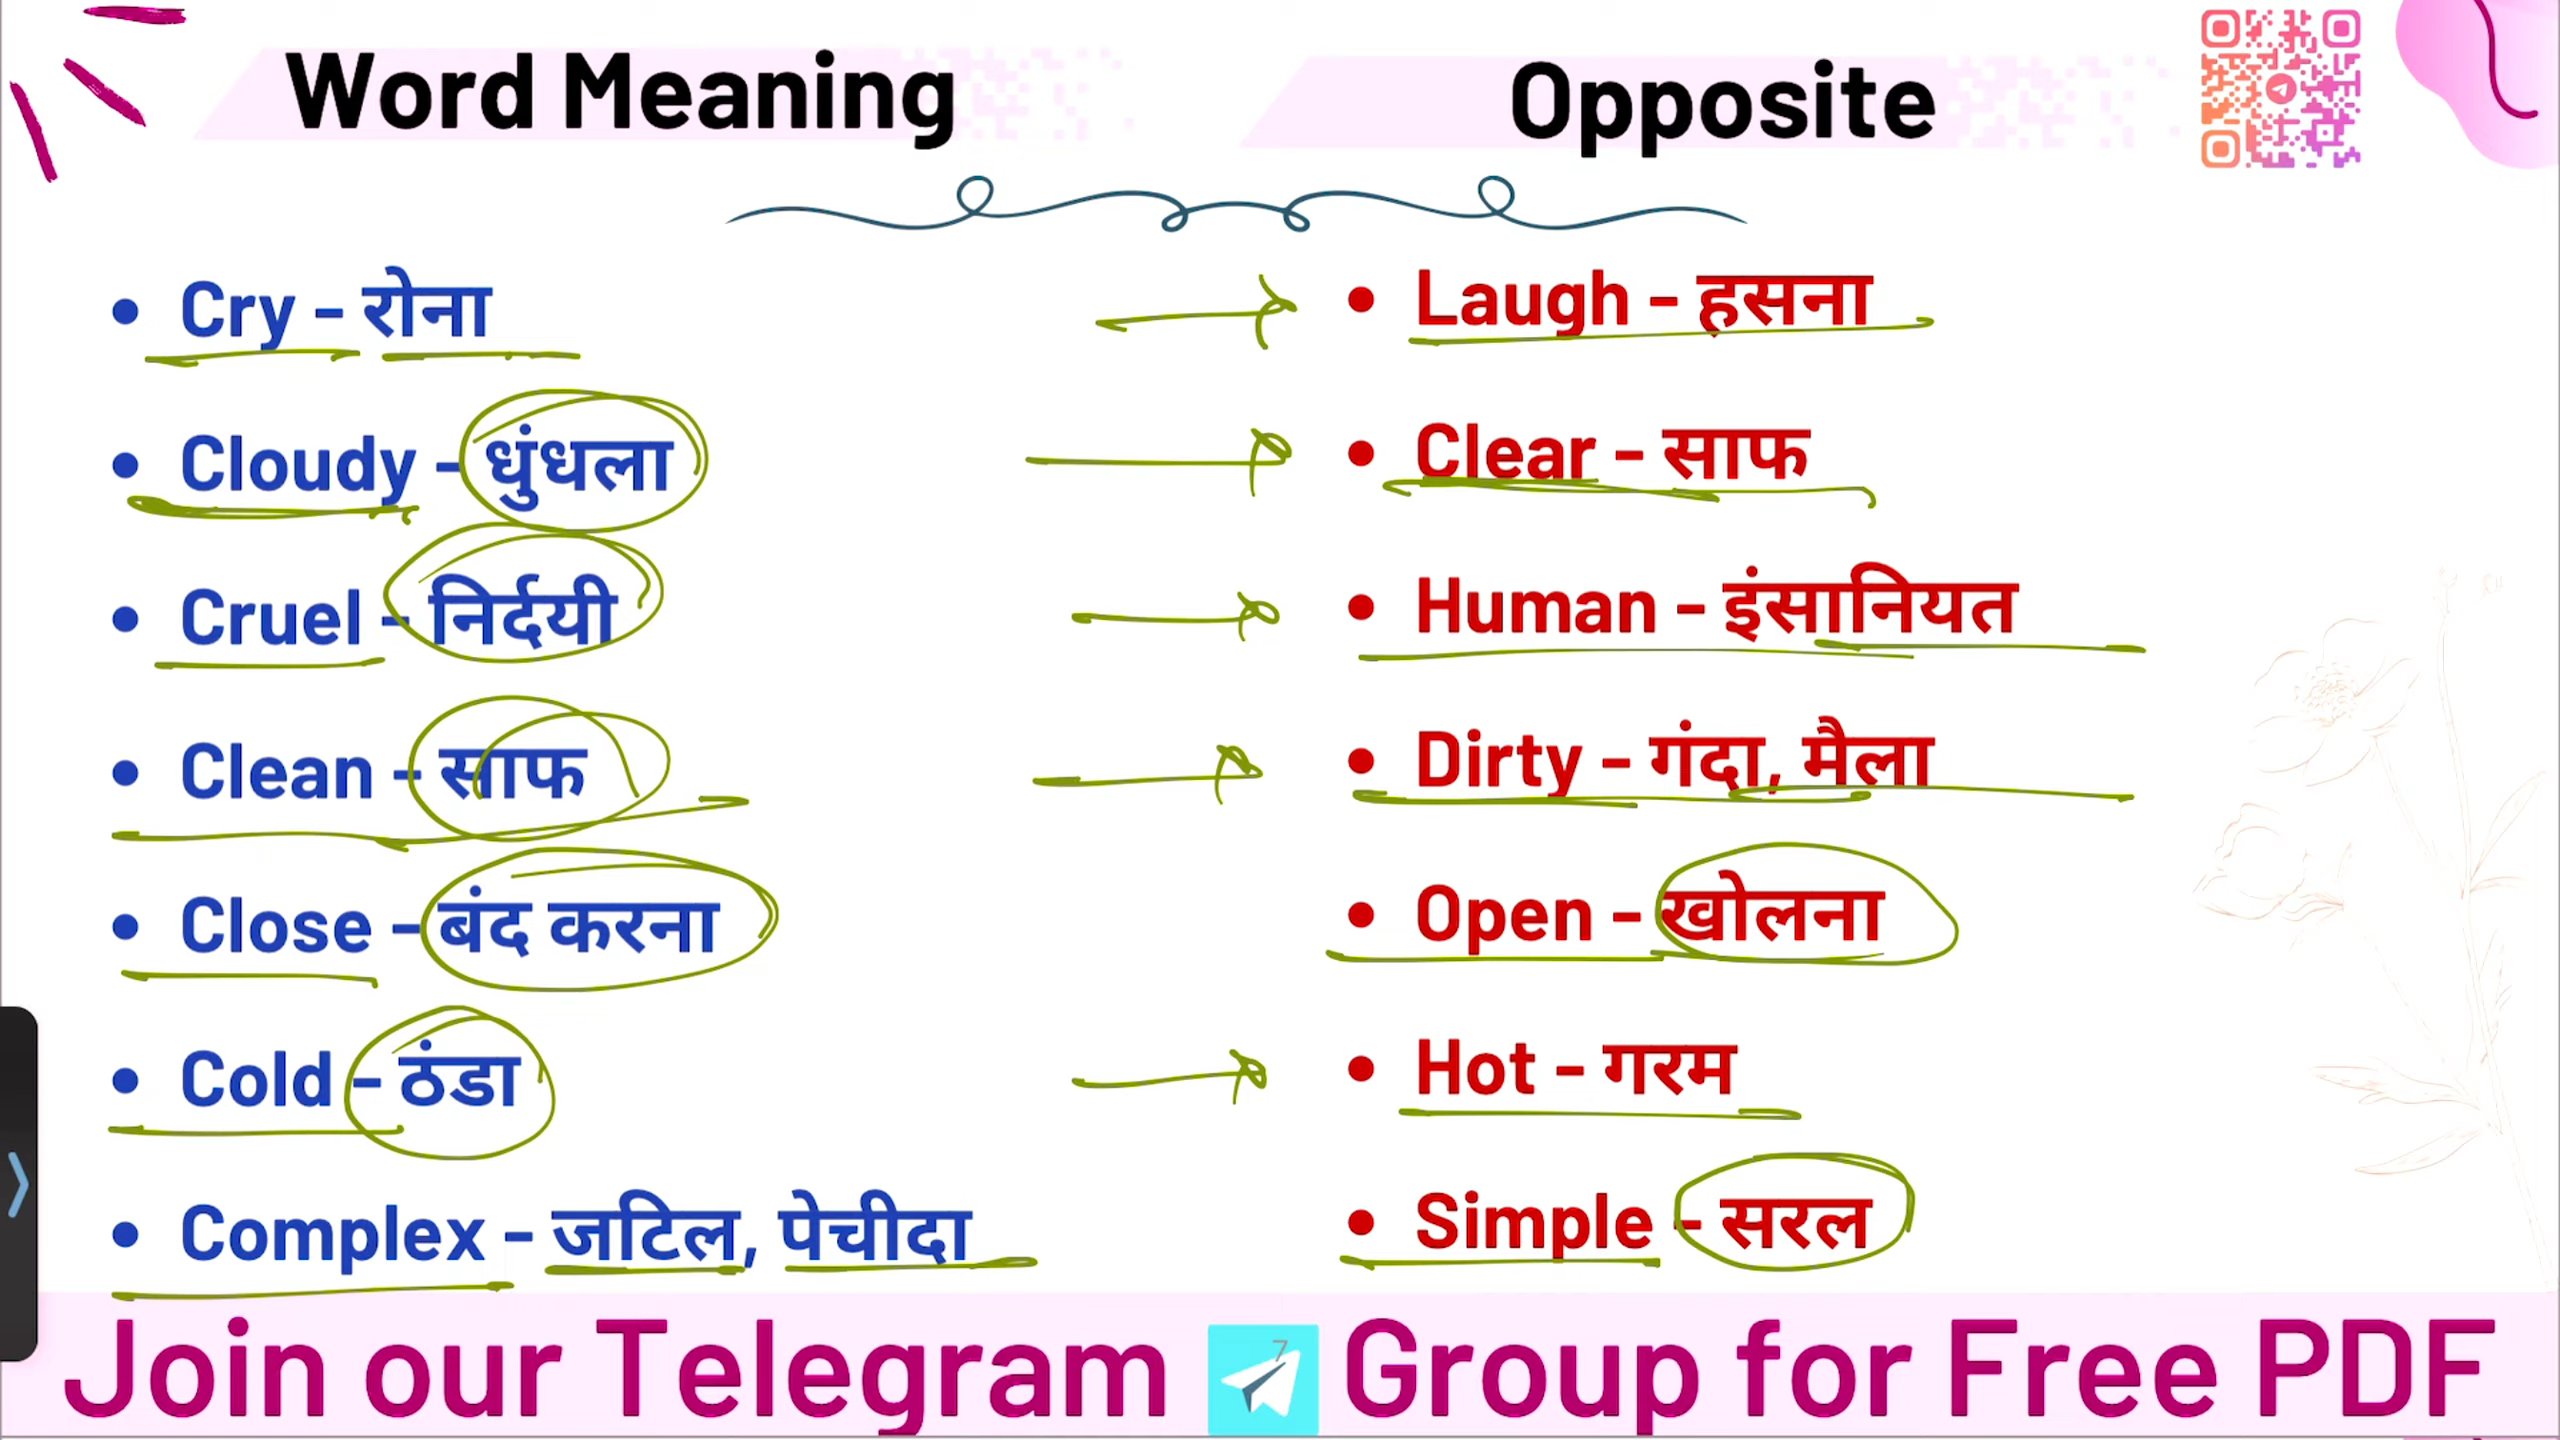 Word Meaning
Opposite
• Cry - रोना
• Laugh - हसना
• Cloudy - धुंधला
• Clear - साफ
• Cruel - निर्दयी
• Human - इंसानियत
• Clean - साफ
• Dirty - गंदा, मैला
• Close - बंद करना
• Open - खोलना
• Cold - ठंडा
• Hot - गरम
• Complex - जटिल, पेचीदा
• Simple - सरल
Join our Telegram Group for Free PDF
7